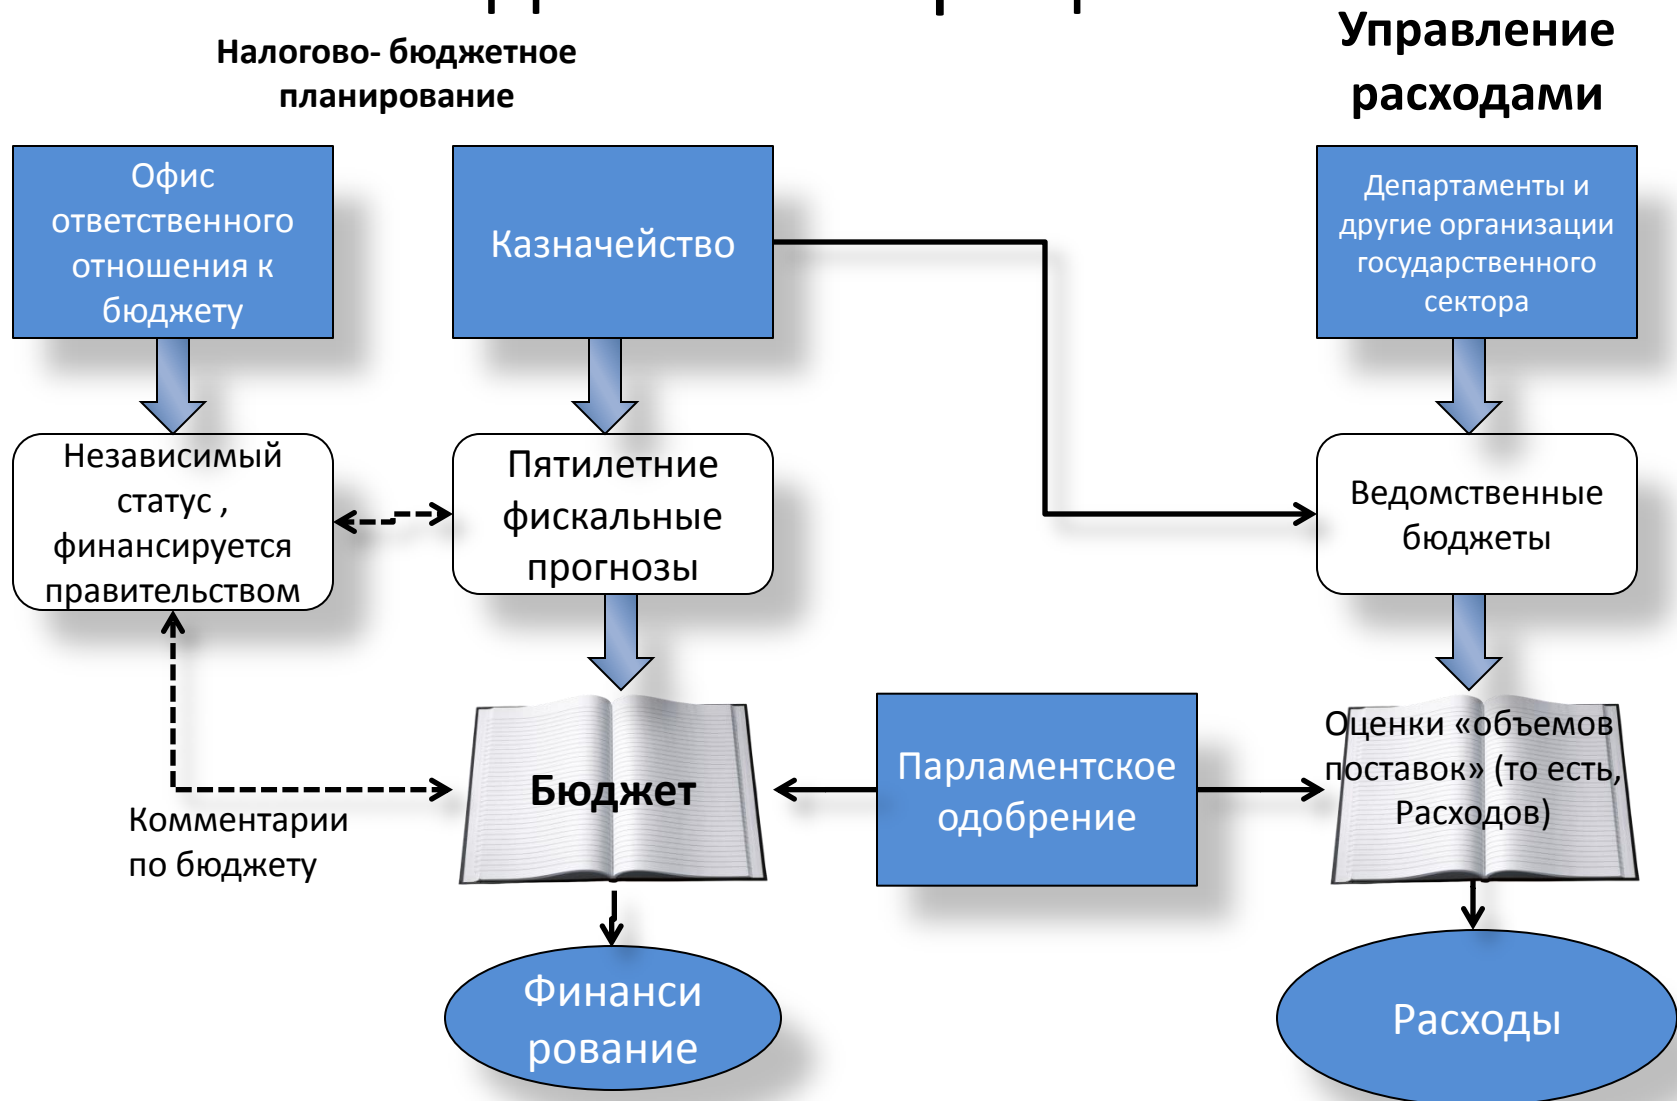 Налогово- бюджетное
планирование
Управление
расходами
Офис
ответственного
отношения к
бюджету
Казначейство
Департаменты и
другие организации
государственного
сектора
Независимый
статус ,
финансируется
правительством
Пятилетние
фискальные
прогнозы
Ведомственные
бюджеты
Комментарии
по бюджету
Бюджет
Парламентское
одобрение
Оценки «объемов
поставок» (то есть,
Расходов)
Финанси
рование
Расходы